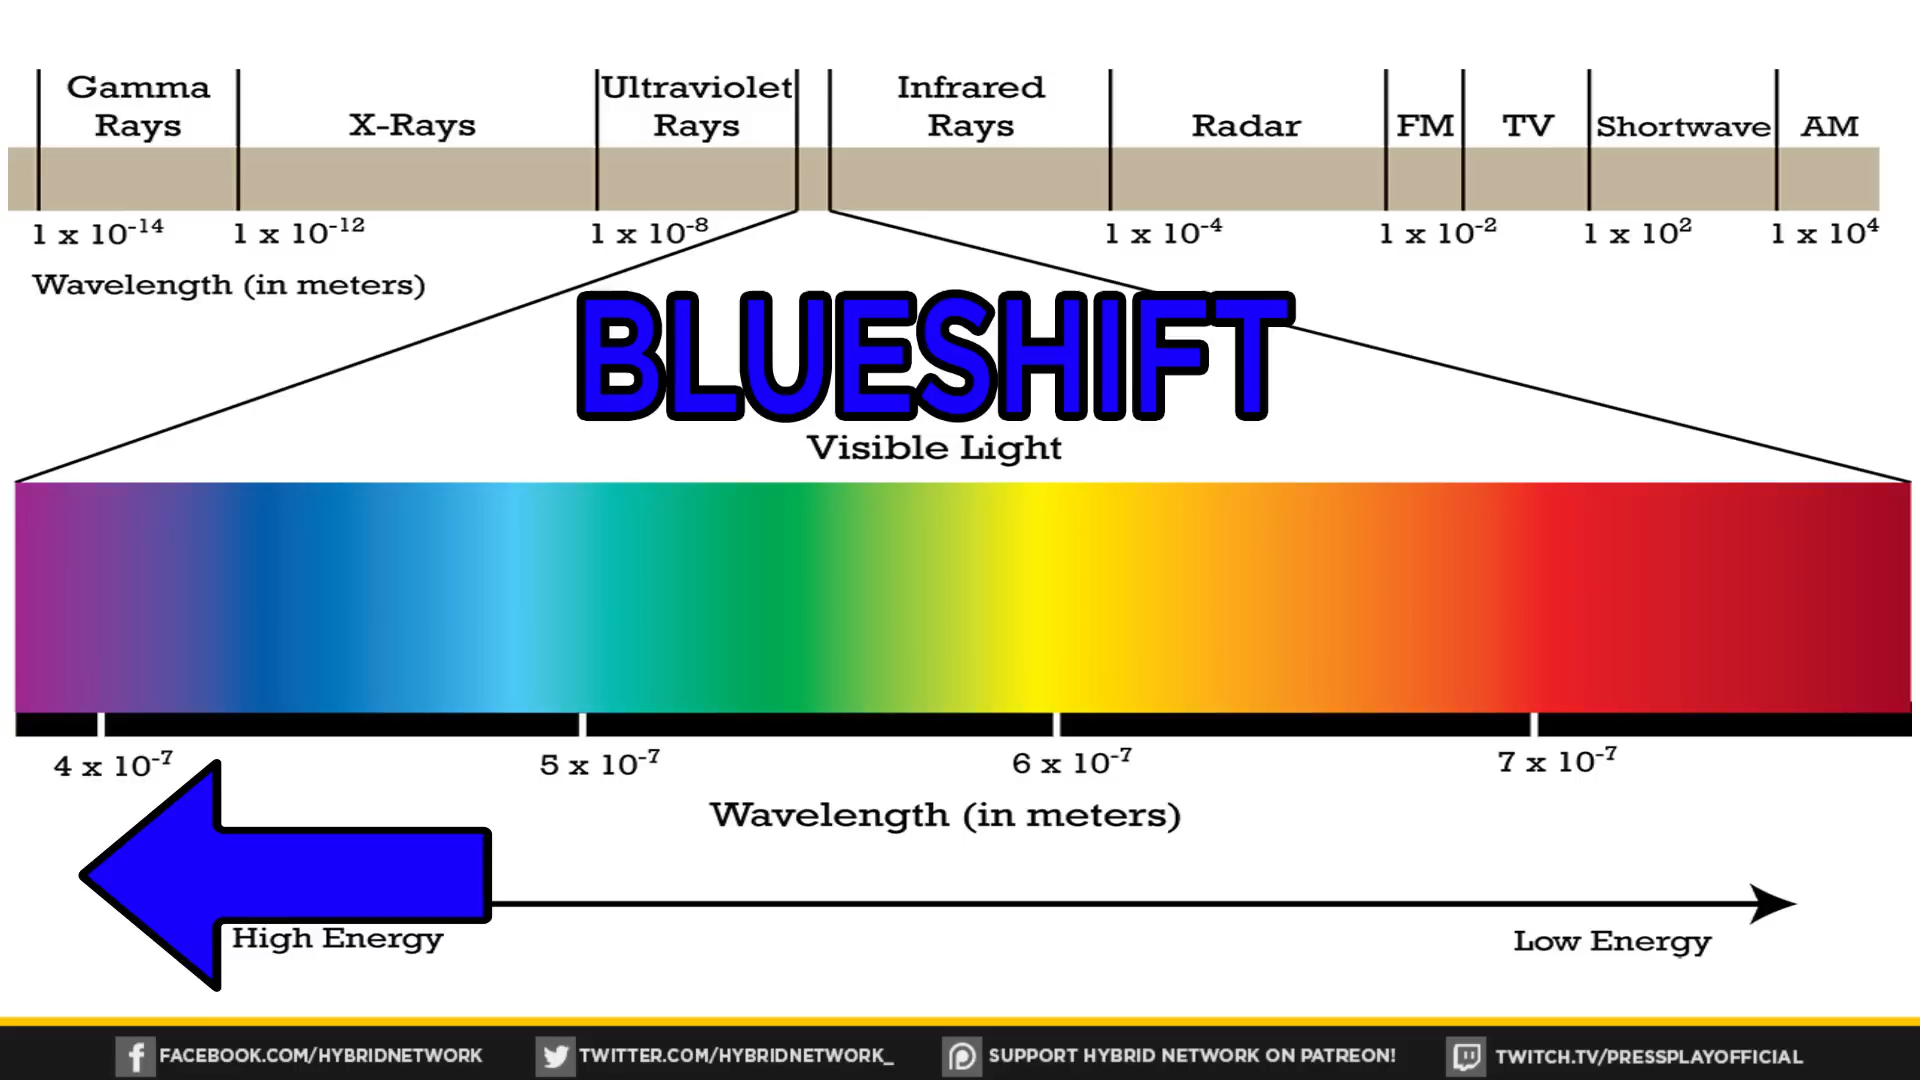 Gamma Rays
X-Rays
Ultraviolet Rays
Infrared Rays
Radar
FM
TV
Shortwave
AM
1 x 10⁻¹⁴
1 x 10⁻¹²
1 x 10⁻⁸
1 x 10⁻⁴
1 x 10⁻²
1 x 10²
1 x 10⁴
Wavelength (in meters)
BLUESHIFT
Visible Light
4 x 10⁻⁷
5 x 10⁻⁷
6 x 10⁻⁷
7 x 10⁻⁷
Wavelength (in meters)
High Energy
Low Energy
FACEBOOK.COM/HYBRIDNETWORK
TWITTER.COM/HYBRIDNETWORK_
SUPPORT HYBRID NETWORK ON PATREON!
TWITCH.TV/PRESSPLAYOFFICIAL